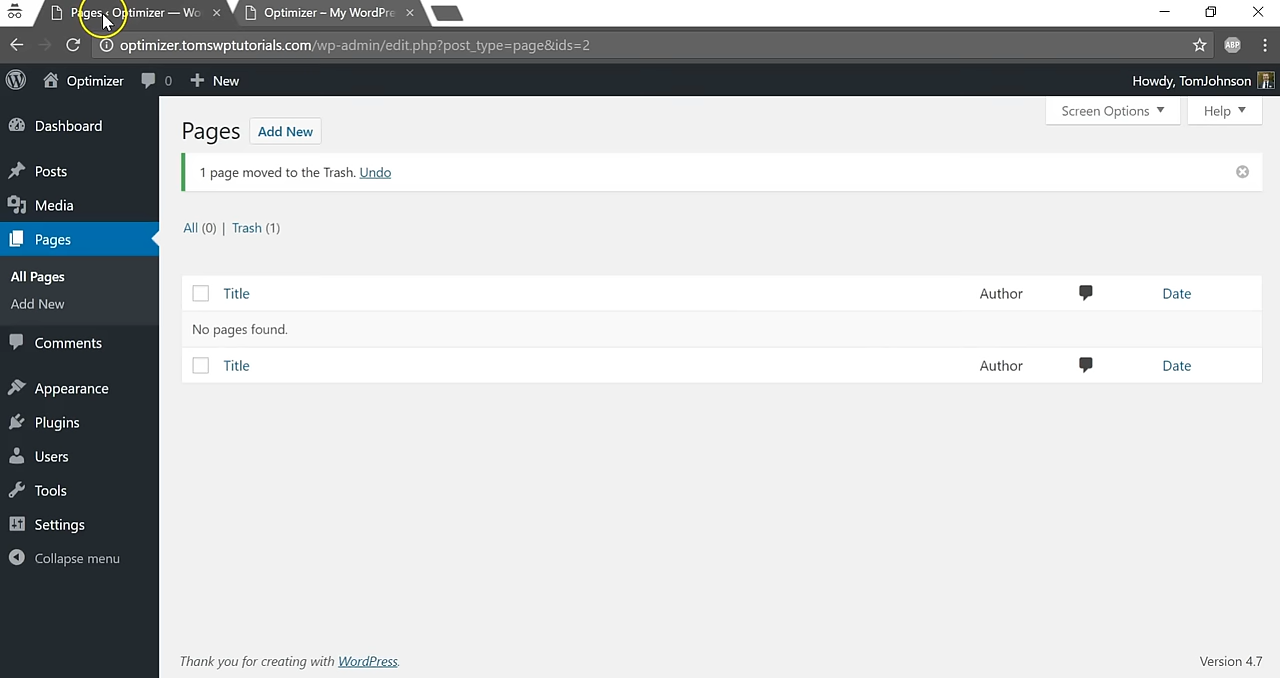 Pages ‹ Optimizer — Wo
Optimizer – My WordPre
optimizer.tomswptutorials.com/wp-admin/edit.php?post_type=page&ids=2
ABP
Optimizer 0 New
Howdy, TomJohnson
Screen Options Help
Dashboard
Posts
Media
Pages
All Pages
Add New
Comments
Appearance
Plugins
Users
Tools
Settings
Collapse menu
Pages Add New
1 page moved to the Trash. Undo
All (0) | Trash (1)
Title Author Date
No pages found.
Title Author Date
Thank you for creating with WordPress.
Version 4.7